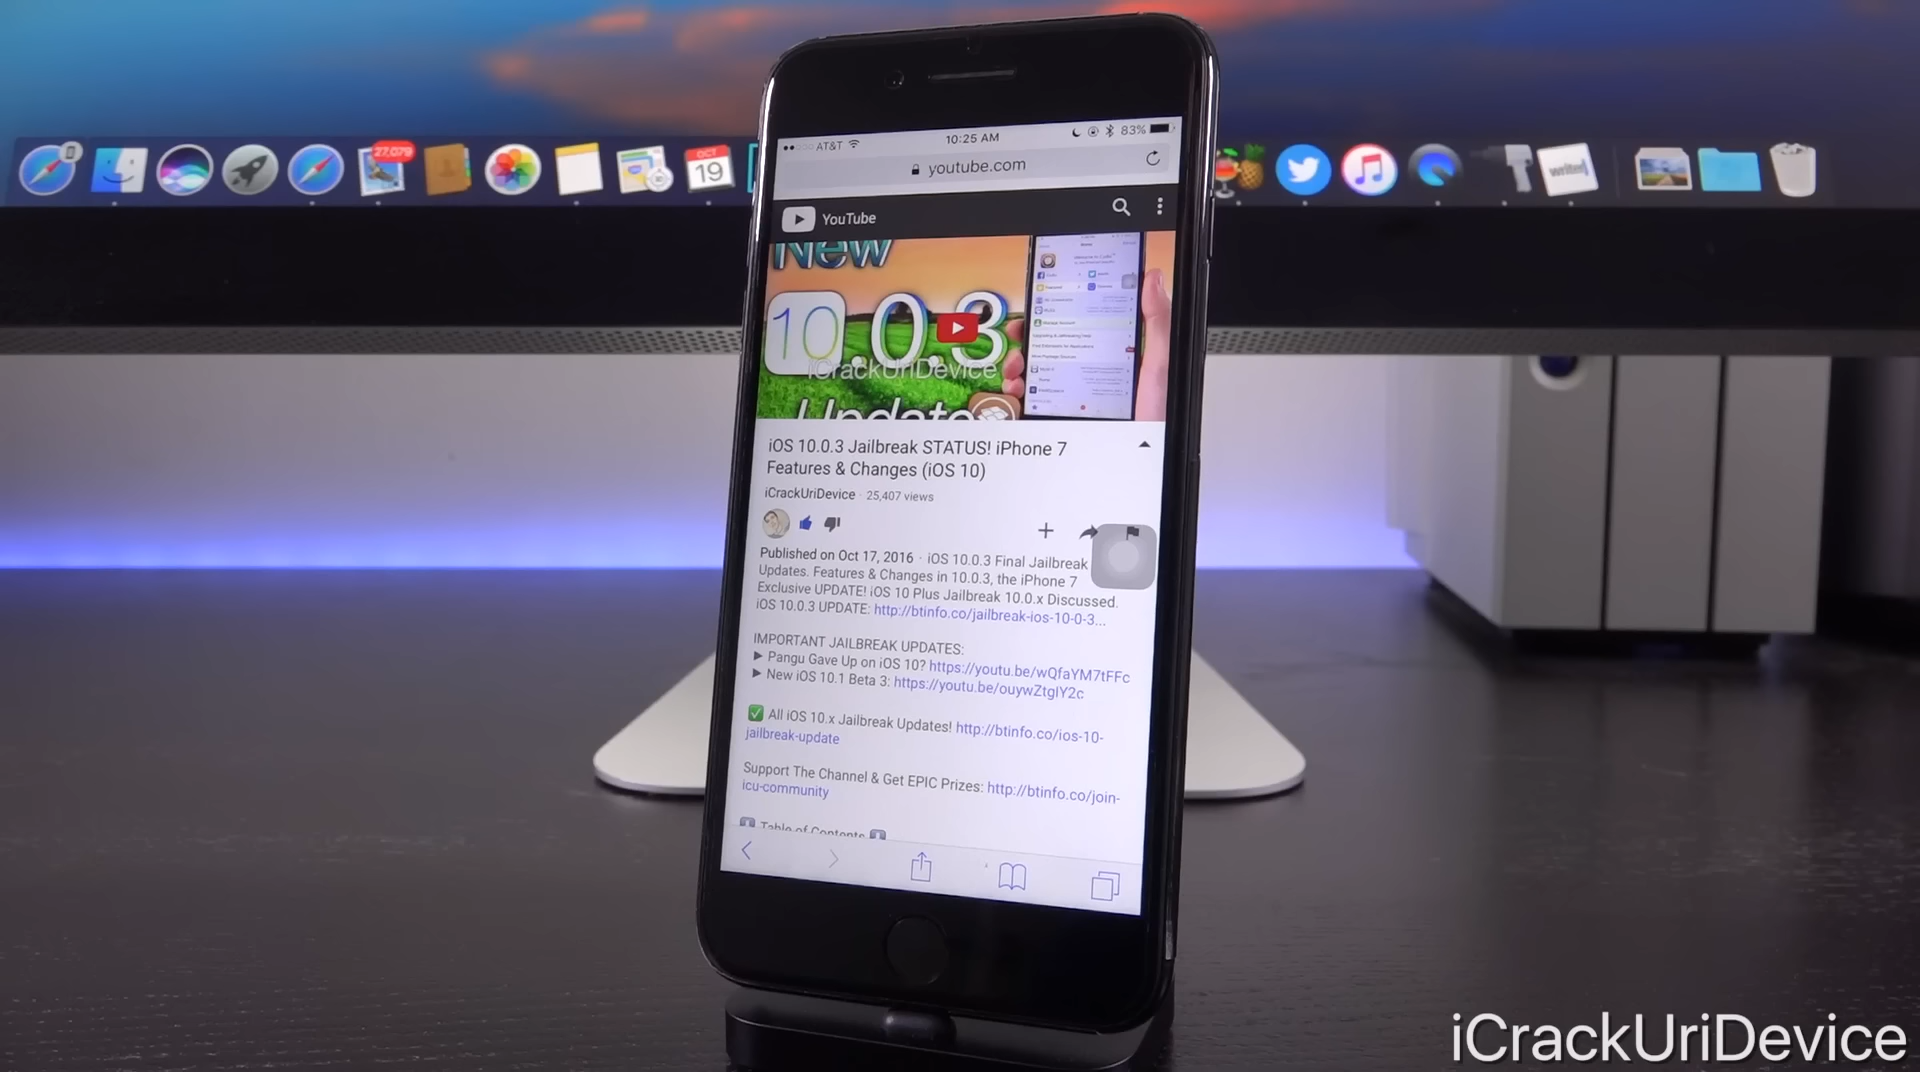 27,079
OCT
19
writed
AT&T
10:25 AM
83%
youtube.com
YouTube
New
10.0.3
iCrackUriDevice
Update
iOS 10.0.3 Jailbreak STATUS! iPhone 7
Features & Changes (iOS 10)
iCrackUriDevice · 25,407 views
Published on Oct 17, 2016 · iOS 10.0.3 Final Jailbreak
Updates. Features & Changes in 10.0.3, the iPhone 7
Exclusive UPDATE! iOS 10 Plus Jailbreak 10.0.x Discussed.
iOS 10.0.3 UPDATE: http://btinfo.co/jailbreak-ios-10-0-3...
IMPORTANT JAILBREAK UPDATES:
► Pangu Gave Up on iOS 10? https://youtu.be/wQfaYM7tFFc
► New iOS 10.1 Beta 3: https://youtu.be/ouywZtgIY2c
✅ All iOS 10.x Jailbreak Updates! http://btinfo.co/ios-10-
jailbreak-update
Support The Channel & Get EPIC Prizes: http://btinfo.co/join-
icu-community
Table of Contents
iCrackUriDevice